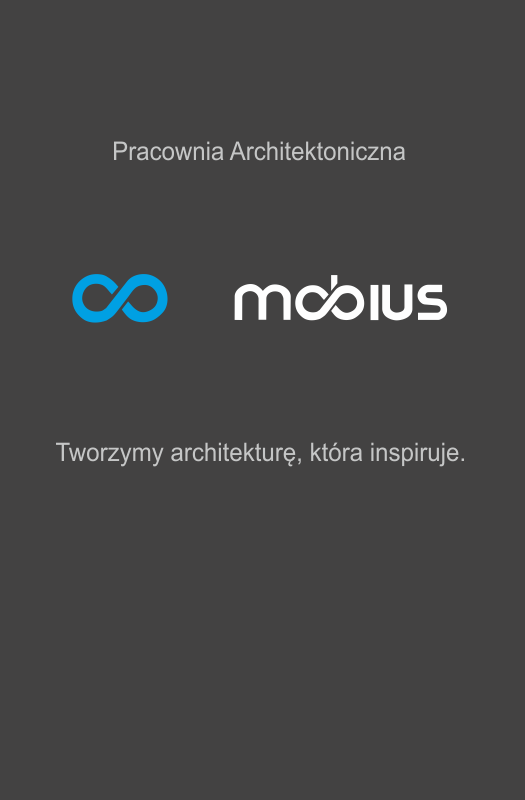 Pracownia Architektoniczna
mobius
Tworzymy architekturę, która inspiruje.